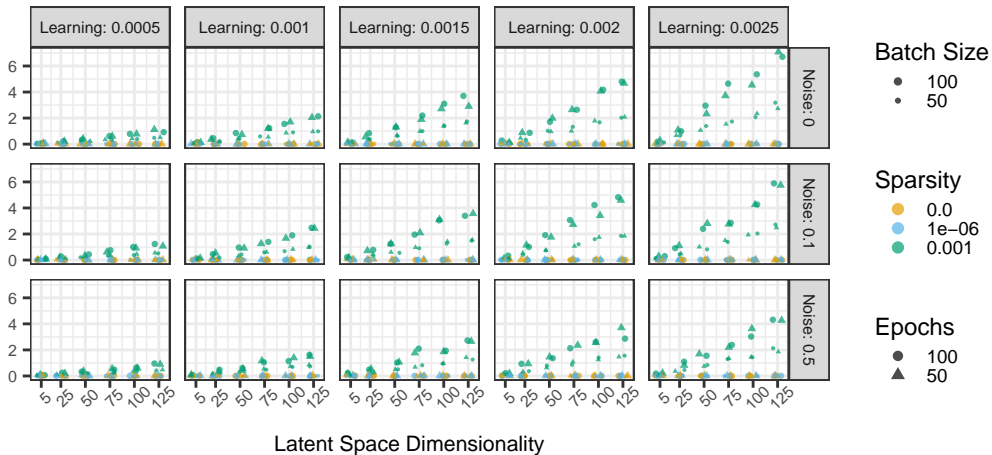 Learning: 0.0005 Learning: 0.001 Learning: 0.0015 Learning: 0.002 Learning: 0.0025
6
4
2
0
Noise: 0
6
4
2
0
Noise: 0.1
6
4
2
0
Noise: 0.5
5 25 50 75 100 125 5 25 50 75 100 125 5 25 50 75 100 125 5 25 50 75 100 125 5 25 50 75 100 125
Latent Space Dimensionality
Batch Size
100
50
Sparsity
0.0
1e−06
0.001
Epochs
100
50